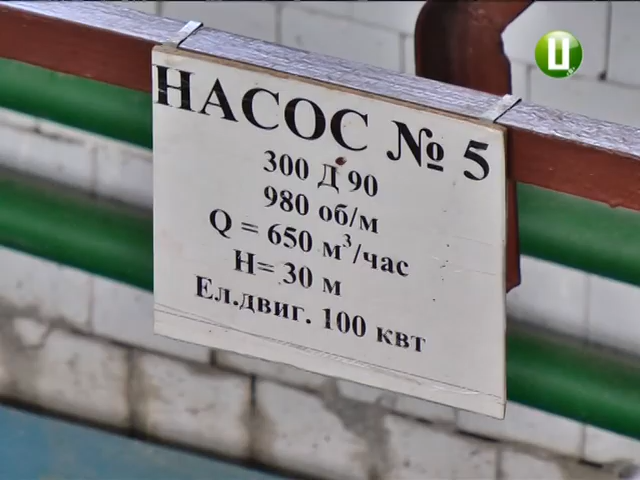 НАСОС № 5
300 Д 90
980 об/м
Q = 650 м³/час
Н= 30 м
Ел.двиг. 100 квт
Ц